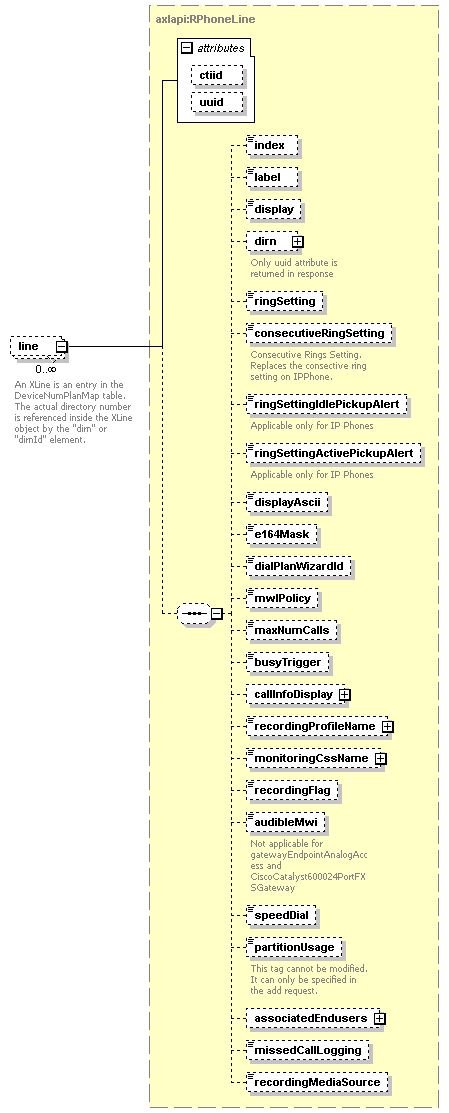 axlapi:RPhoneLine
attributes
ctiid
uuid
index
label
display
dirn
Only uuid attribute is
returned in response
ringSetting
line
0..∞
An XLine is an entry in the
DeviceNumPlanMap table.
The actual directory number
is referenced inside the XLine
object by the "dirn" or
"dirnId" element.
consecutiveRingSetting
Consecutive Rings Setting.
Replaces the consective ring
setting on IPPhone.
ringSettingIdlePickupAlert
Applicable only for IP Phones
ringSettingActivePickupAlert
Applicable only for IP Phones
displayAscii
e164Mask
dialPlanWizardId
mwlPolicy
maxNumCalls
busyTrigger
callInfoDisplay
recordingProfileName
monitoringCssName
recordingFlag
audibleMwi
Not applicable for
gatewayEndpointAnalogAcc
ess and
CiscoCatalyst600024PortFX
SGateway
speedDial
partitionUsage
This tag cannot be modified.
It can only be specified in
the add request.
associatedEndusers
missedCallLogging
recordingMediaSource